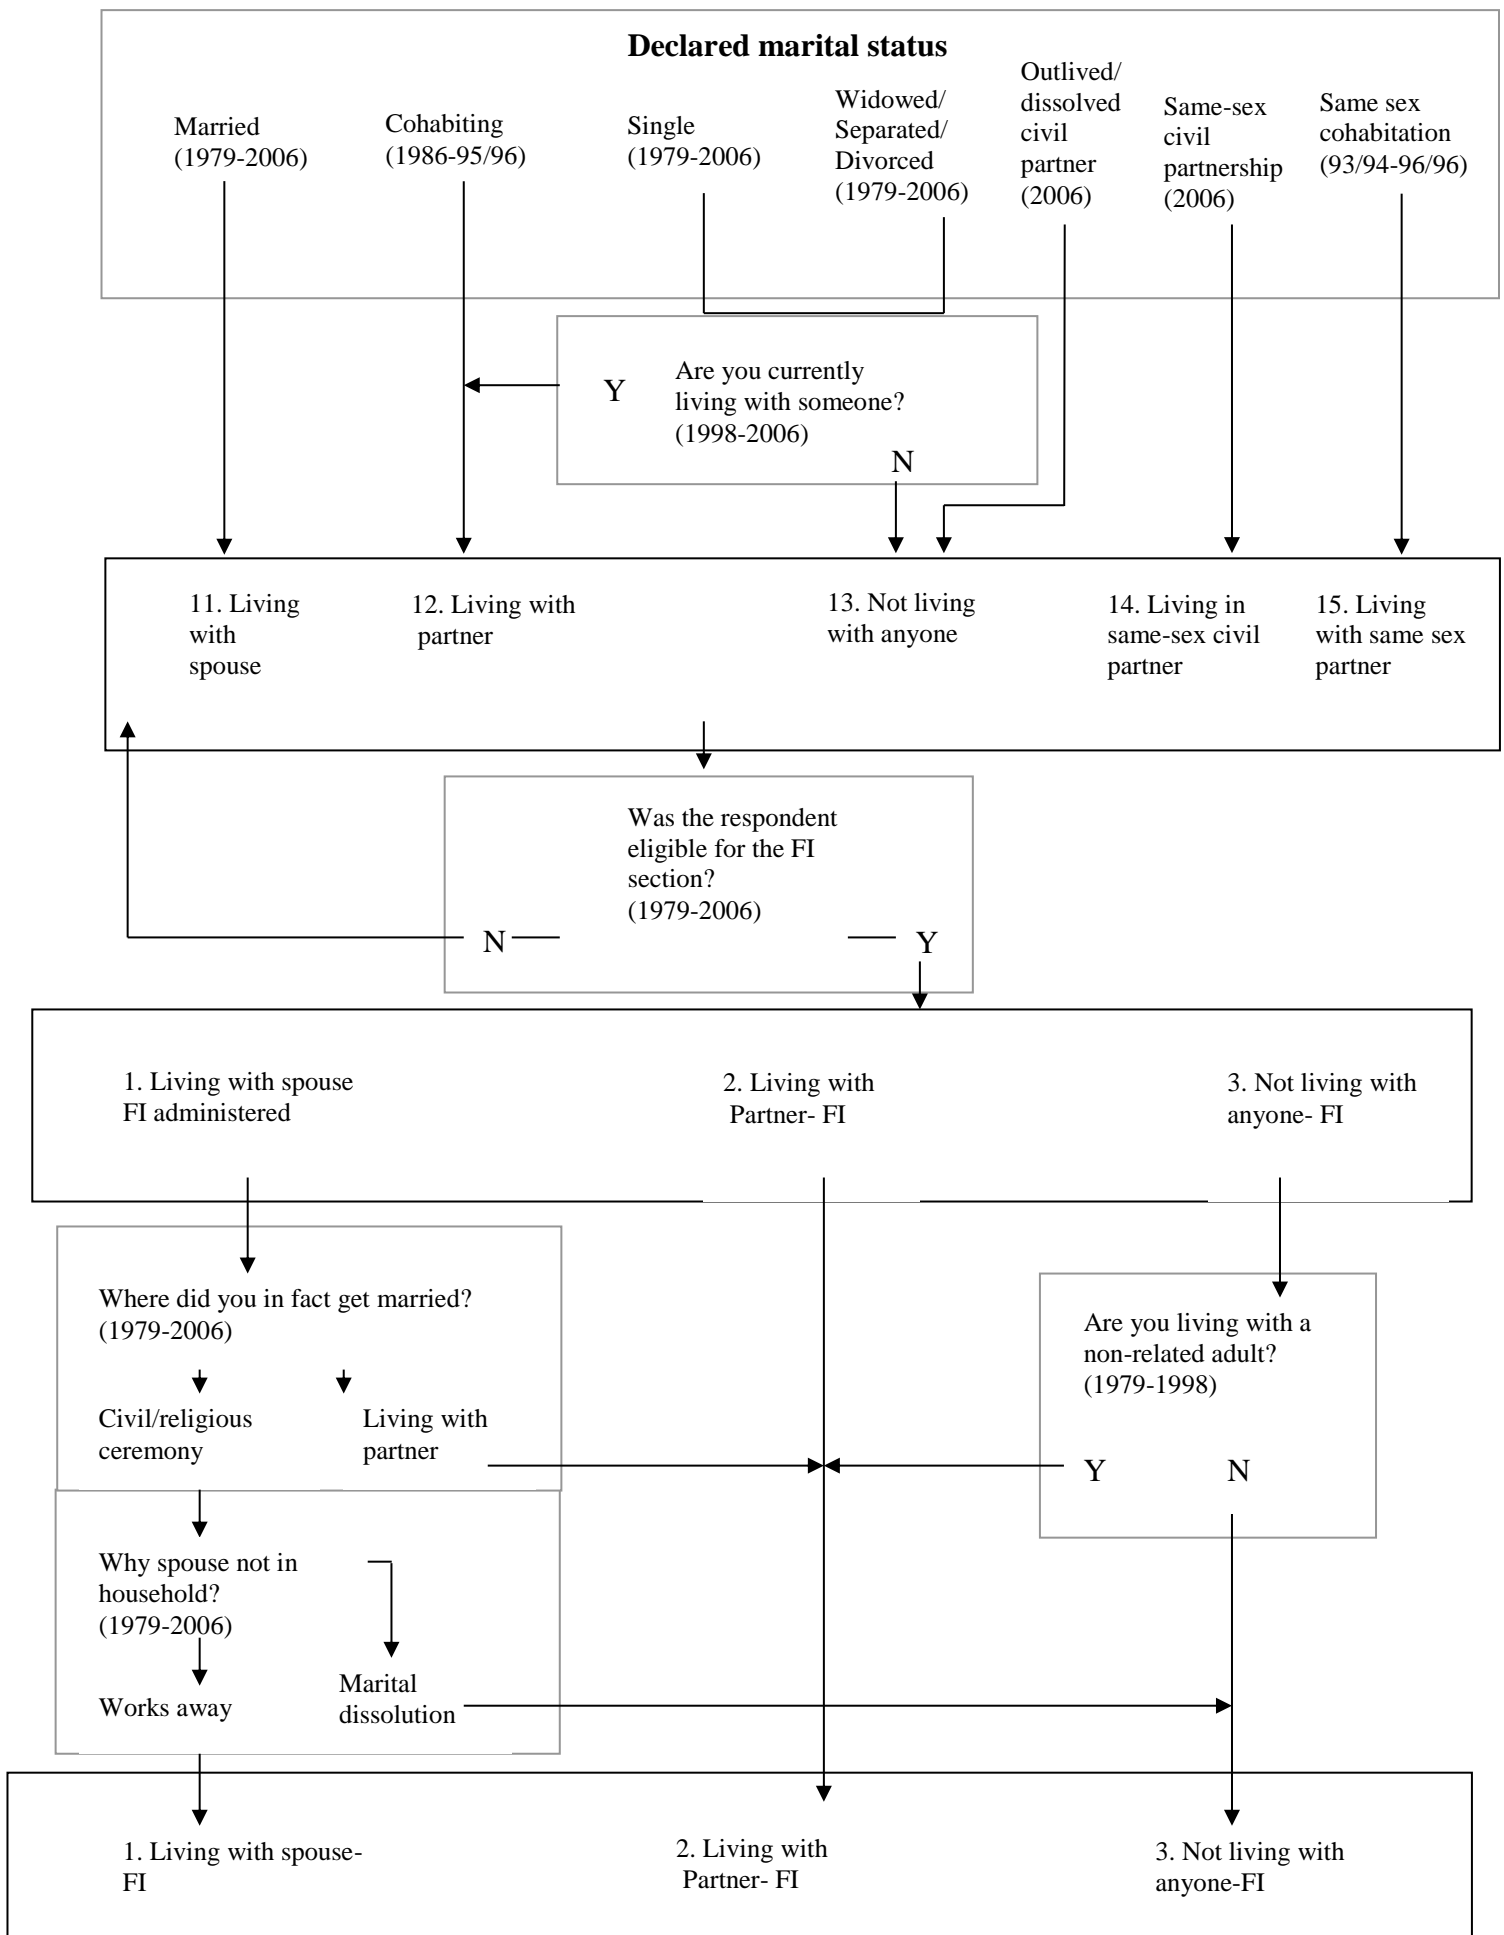 Declared marital status
Married
(1979-2006)
Cohabiting
(1986-95/96)
Single
(1979-2006)
Widowed/
Separated/
Divorced
(1979-2006)
Outlived/
dissolved
civil
partner
(2006)
Same-sex
civil
partnership
(2006)
Same sex
cohabitation
(93/94-96/96)
Y
Are you currently
living with someone?
(1998-2006)
N
11. Living
with
spouse
12. Living with
partner
13. Not living
with anyone
14. Living in
same-sex civil
partner
15. Living
with same sex
partner
Was the respondent
eligible for the FI
section?
(1979-2006)
N
Y
1. Living with spouse
FI administered
2. Living with
Partner- FI
3. Not living with
anyone- FI
Where did you in fact get married?
(1979-2006)
Civil/religious
ceremony
Living with
partner
Are you living with a
non-related adult?
(1979-1998)
Y
N
Why spouse not in
household?
(1979-2006)
Works away
Marital
dissolution
1. Living with spouse-
FI
2. Living with
Partner- FI
3. Not living with
anyone-FI